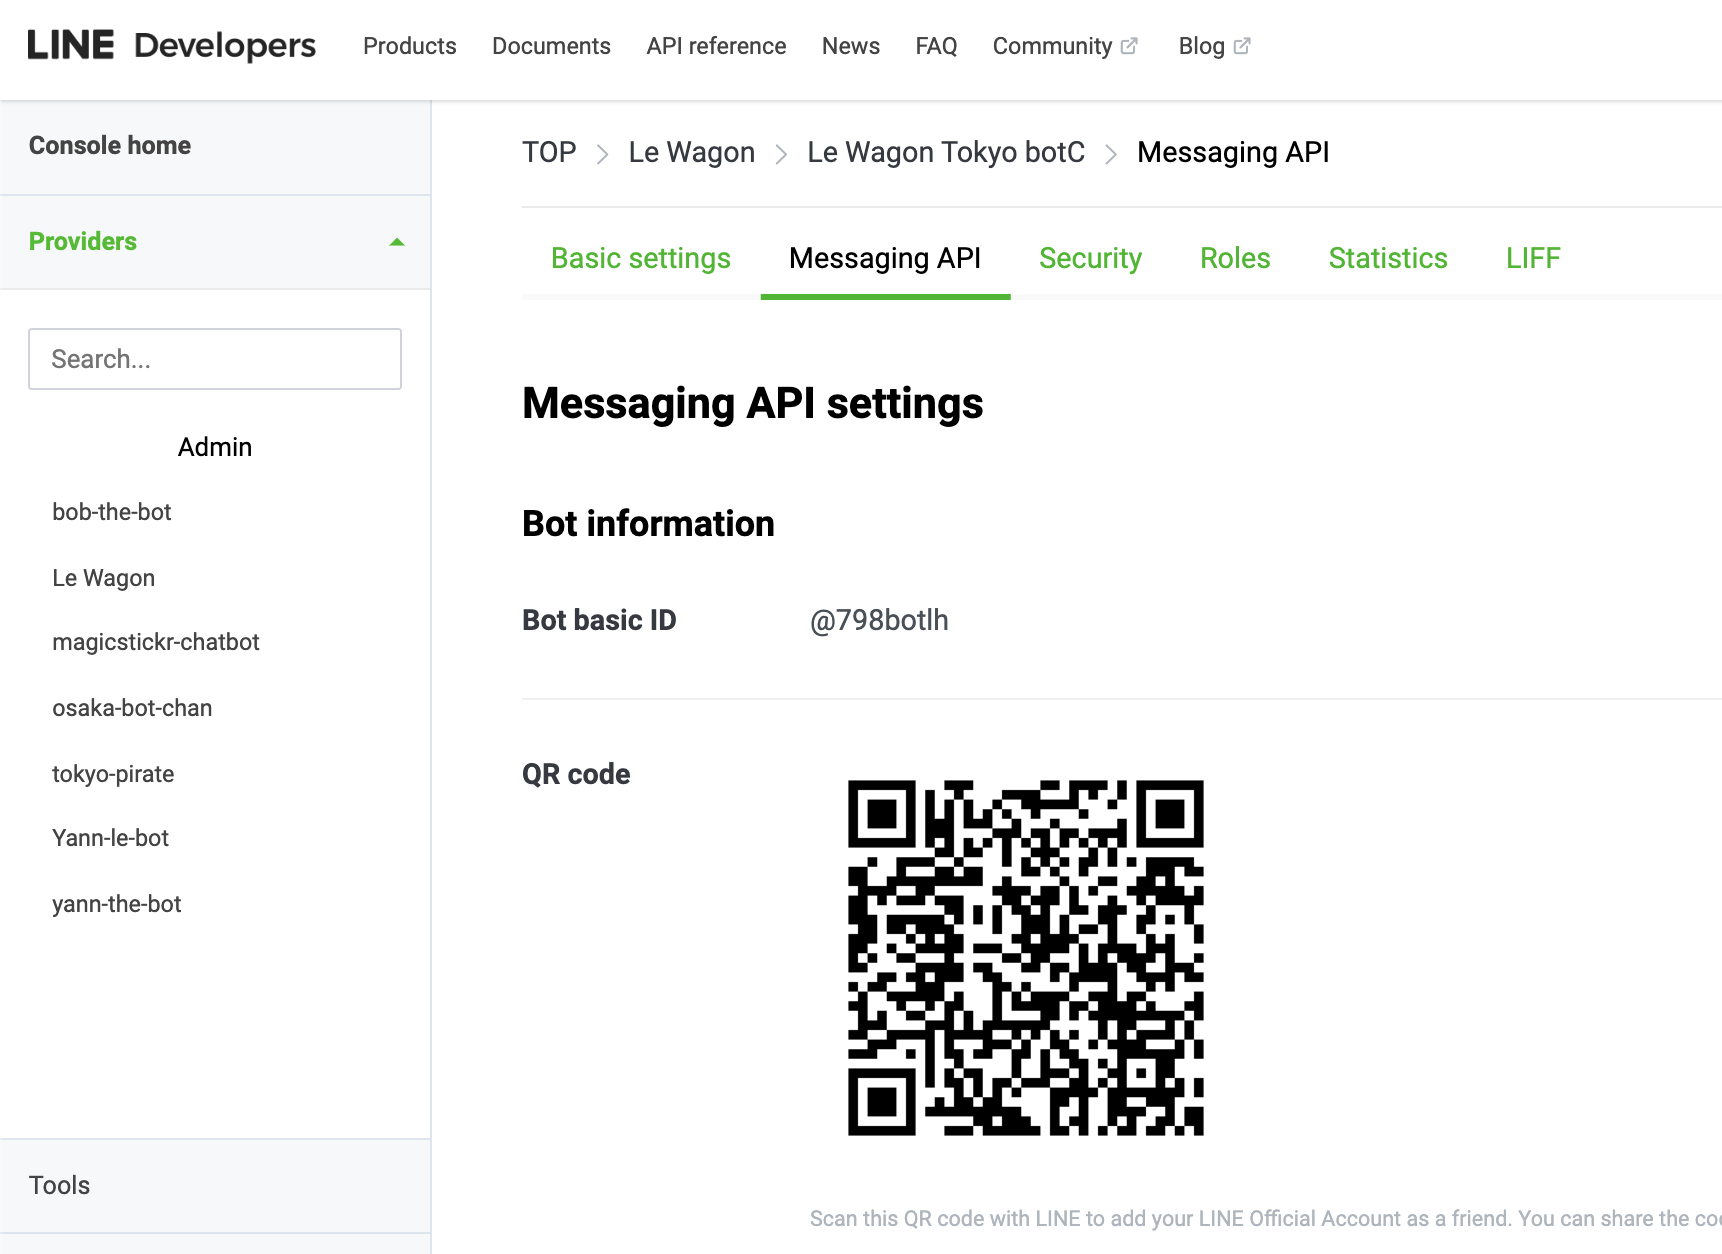 LINE Developers Products Documents API reference News FAQ Community Blog
Console home
Providers
Search...
Admin
bob-the-bot
Le Wagon
magicstickr-chatbot
osaka-bot-chan
tokyo-pirate
Yann-le-bot
yann-the-bot
Tools
TOP > Le Wagon > Le Wagon Tokyo botC > Messaging API
Basic settings Messaging API Security Roles Statistics LIFF
Messaging API settings
Bot information
Bot basic ID @798botlh
QR code
Scan this QR code with LINE to add your LINE Official Account as a friend. You can share the